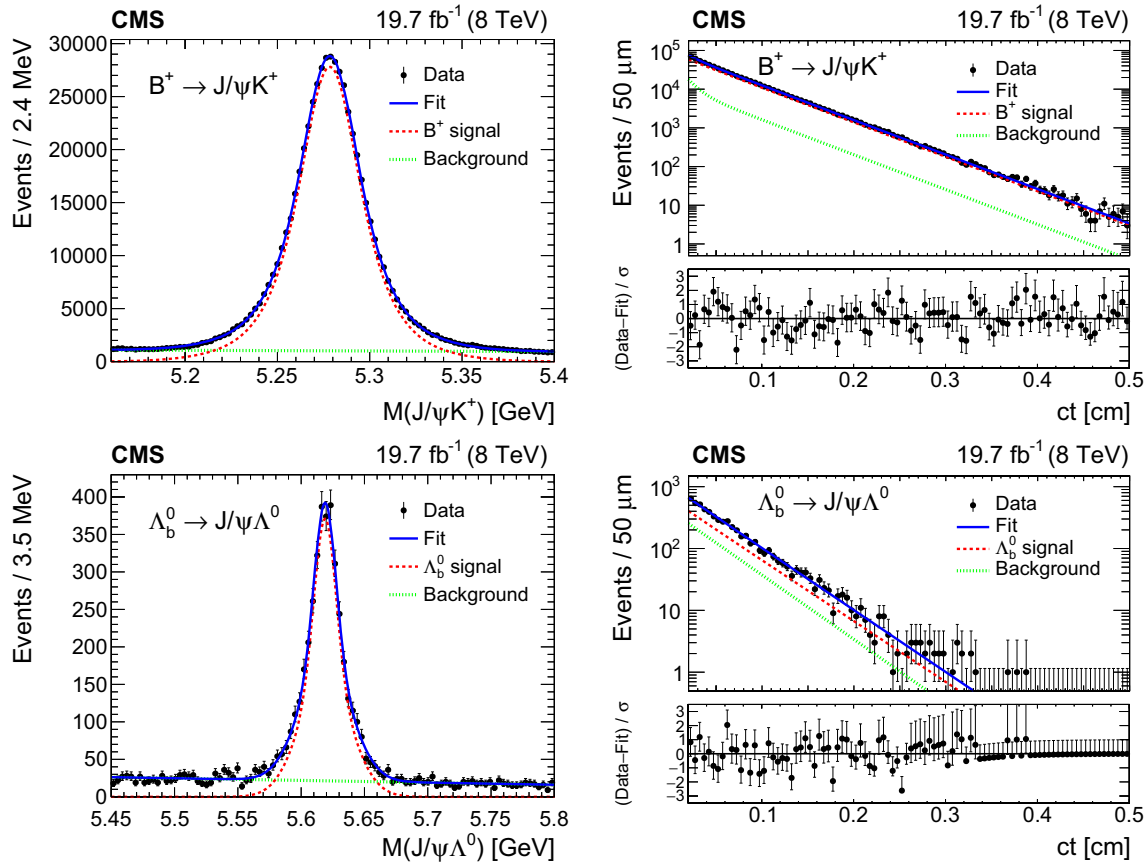 CMS 19.7 fb⁻¹ (8 TeV)
Events / 2.4 MeV
30000
25000
20000
15000
10000
5000
0
B⁺ → J/ψK⁺
Data
Fit
B⁺ signal
Background
5.2 5.25 5.3 5.35 5.4
M(J/ψK⁺) [GeV]
CMS 19.7 fb⁻¹ (8 TeV)
Events / 50 μm
10⁵
10⁴
10³
10²
10
1
B⁺ → J/ψK⁺
Data
Fit
B⁺ signal
Background
(Data−Fit) / σ
3
2
1
0
−1
−2
−3
0.1 0.2 0.3 0.4 0.5
ct [cm]
CMS 19.7 fb⁻¹ (8 TeV)
Events / 3.5 MeV
400
350
300
250
200
150
100
50
0
Λ_b⁰ → J/ψΛ⁰
Data
Fit
Λ_b⁰ signal
Background
5.45 5.5 5.55 5.6 5.65 5.7 5.75 5.8
M(J/ψΛ⁰) [GeV]
CMS 19.7 fb⁻¹ (8 TeV)
Events / 50 μm
10³
10²
10
1
Λ_b⁰ → J/ψΛ⁰
Data
Fit
Λ_b⁰ signal
Background
(Data−Fit) / σ
3
2
1
0
−1
−2
−3
0.1 0.2 0.3 0.4 0.5
ct [cm]